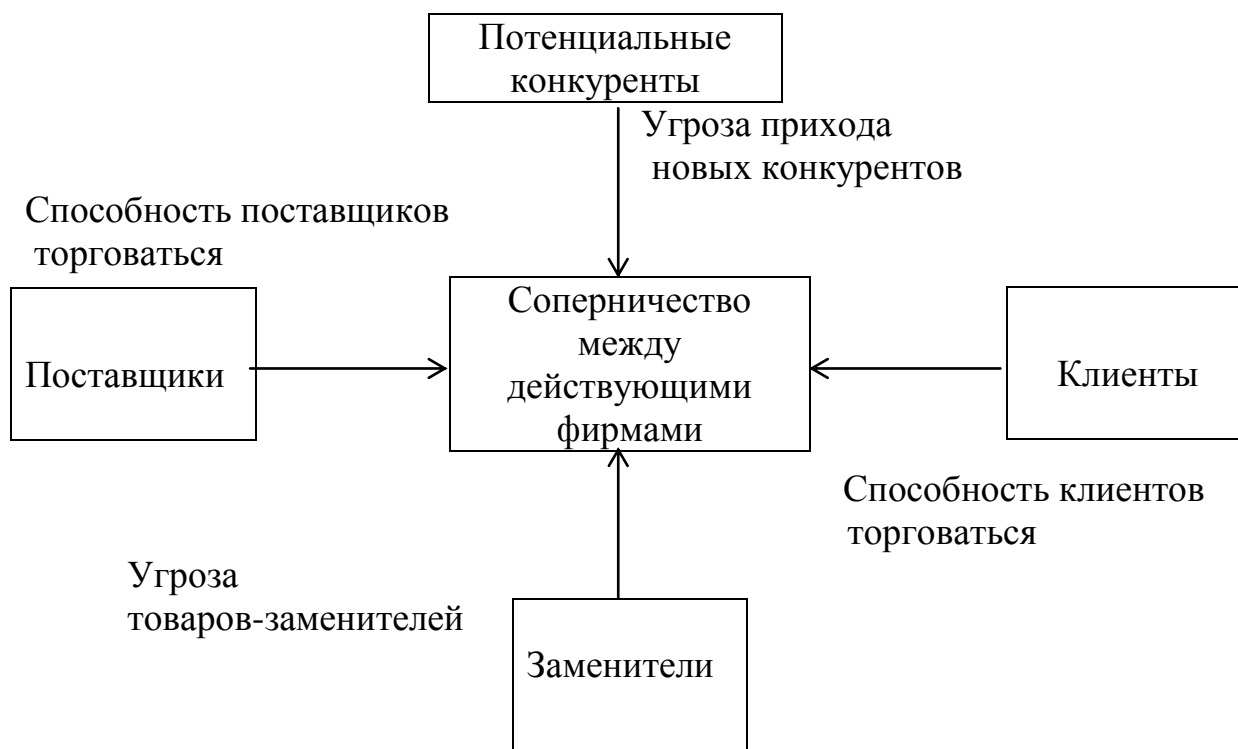 Потенциальные
конкуренты
Угроза прихода
новых конкурентов
Способность поставщиков
торговаться
Поставщики
Соперничество
между
действующими
фирмами
Клиенты
Способность клиентов
торговаться
Угроза
товаров-заменителей
Заменители